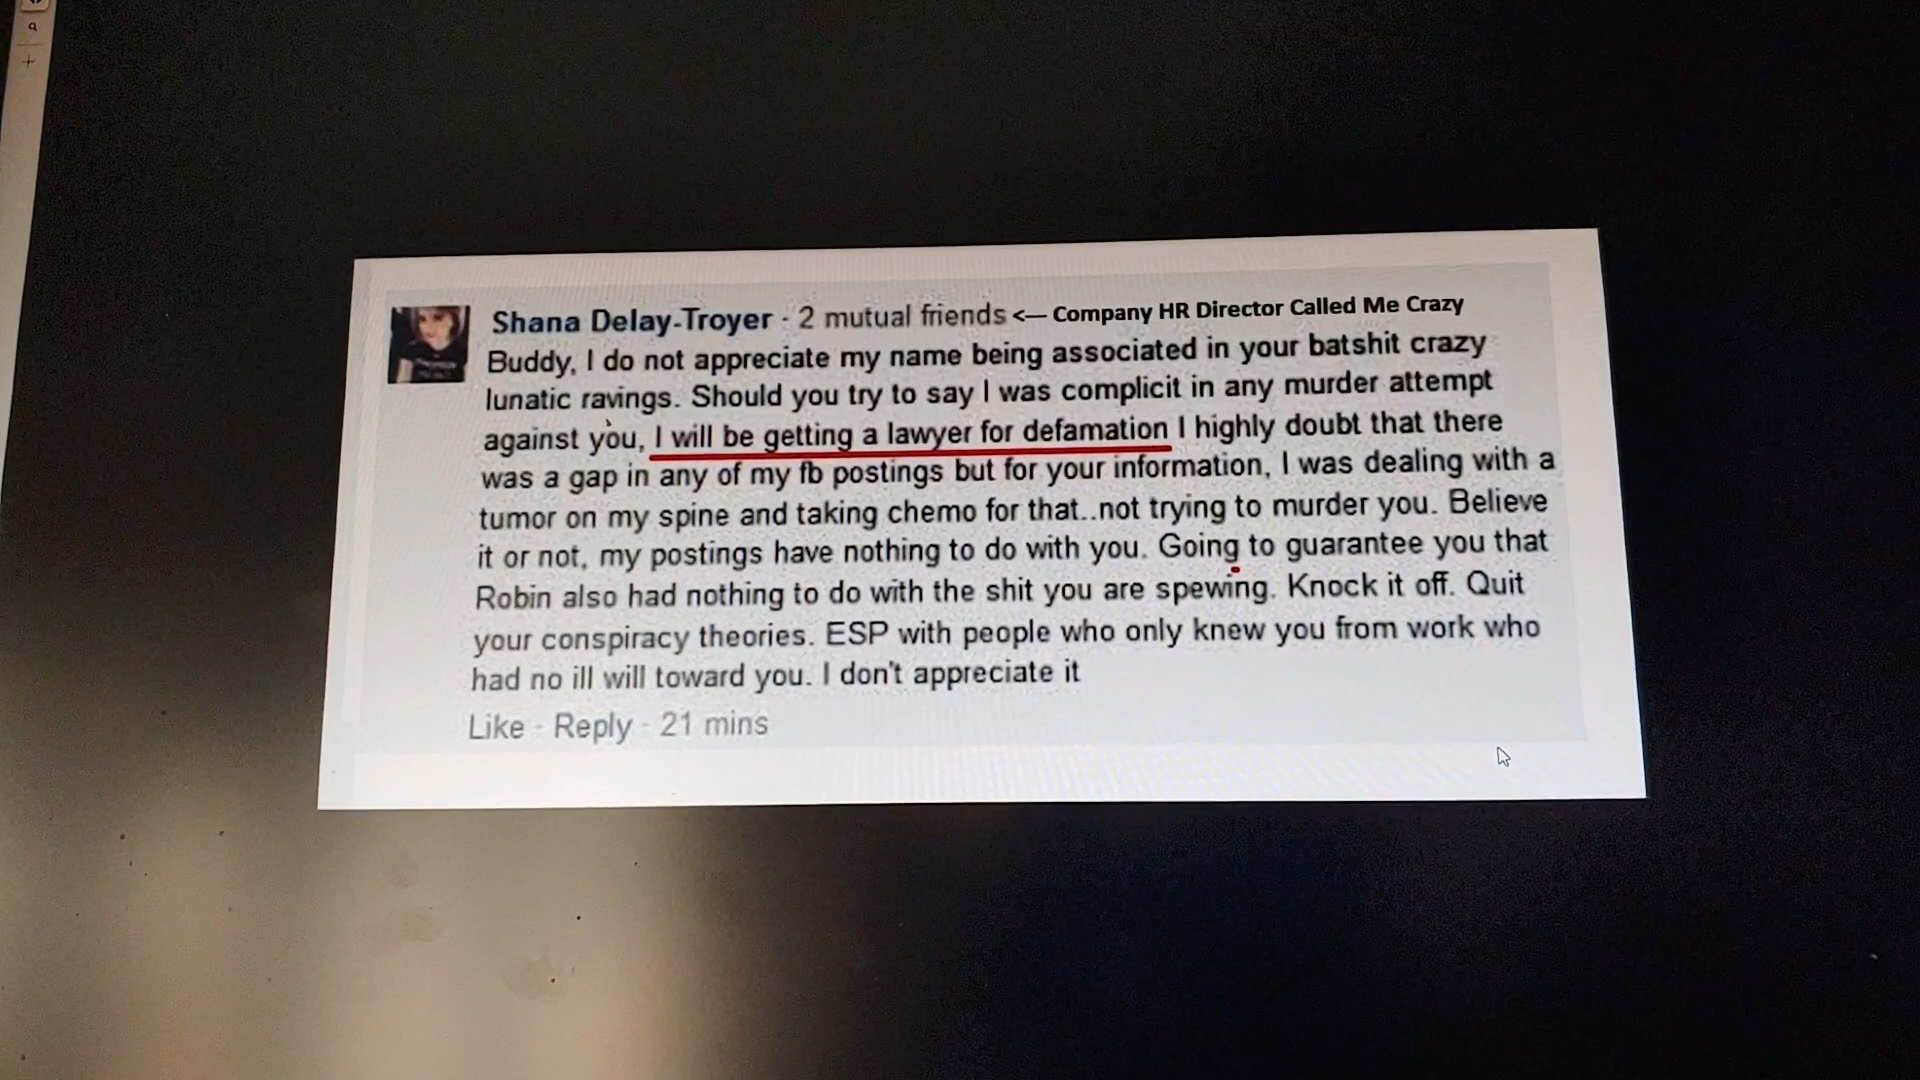 Shana Delay-Troyer · 2 mutual friends <— Company HR Director Called Me Crazy
Buddy, I do not appreciate my name being associated in your batshit crazy
lunatic ravings. Should you try to say I was complicit in any murder attempt
against you, I will be getting a lawyer for defamation I highly doubt that there
was a gap in any of my fb postings but for your information, I was dealing with a
tumor on my spine and taking chemo for that..not trying to murder you. Believe
it or not, my postings have nothing to do with you. Going to guarantee you that
Robin also had nothing to do with the shit you are spewing. Knock it off. Quit
your conspiracy theories. ESP with people who only knew you from work who
had no ill will toward you. I don't appreciate it
Like · Reply · 21 mins